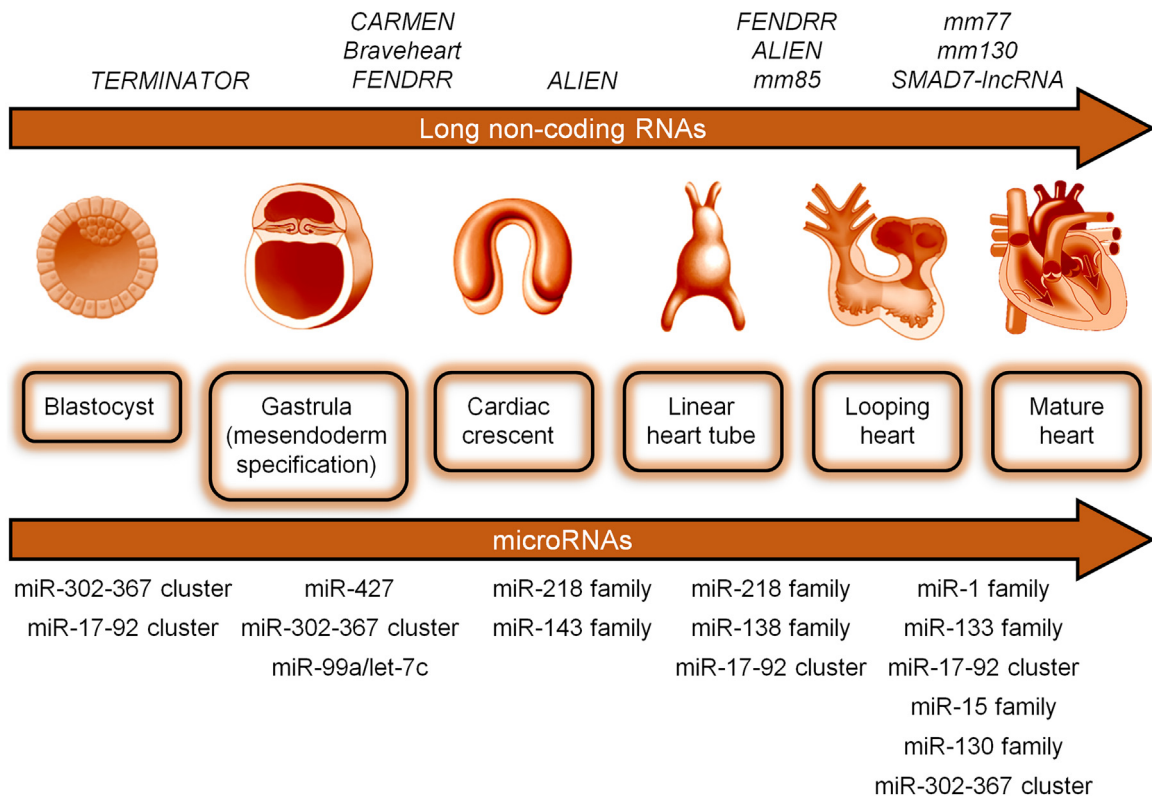 CARMEN
Braveheart
FENDRR
TERMINATOR
ALIEN
FENDRR
ALIEN
mm85
mm77
mm130
SMAD7-lncRNA
Long non-coding RNAs
Blastocyst
Gastrula
(mesendoderm
specification)
Cardiac
crescent
Linear
heart tube
Looping
heart
Mature
heart
microRNAs
miR-302-367 cluster
miR-17-92 cluster
miR-427
miR-302-367 cluster
miR-99a/let-7c
miR-218 family
miR-143 family
miR-218 family
miR-138 family
miR-17-92 cluster
miR-1 family
miR-133 family
miR-17-92 cluster
miR-15 family
miR-130 family
miR-302-367 cluster